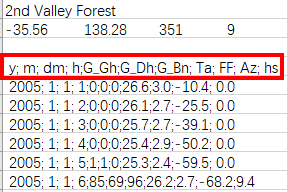 2nd Valley Forest
-35.56 138.28 351 9
y; m; dm; h;G_Gh;G_Dh;G_Bn; Ta; FF; Az; hs
2005; 1; 1; 1;0;0;0;26.6;3.0;-10.4; 0.0
2005; 1; 1; 2;0;0;0;26.1;2.7;-25.5; 0.0
2005; 1; 1; 3;0;0;0;25.7;2.7;-39.1; 0.0
2005; 1; 1; 4;0;0;0;25.4;2.9;-50.2; 0.0
2005; 1; 1; 5;1;1;0;25.3;2.4;-59.5; 0.0
2005; 1; 1; 6;85;69;96;26.2;2.7;-68.2;9.4